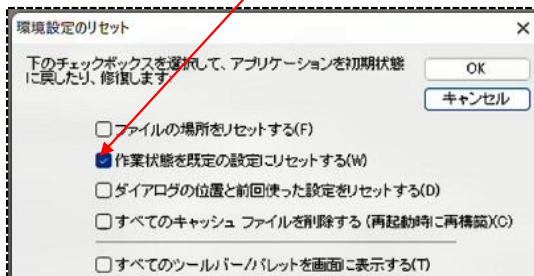 環境設定のリセット
下のチェックボックスを選択して、アプリケーションを初期状態
に戻したり、修復します。
OK
キャンセル
ファイルの場所をリセットする(F)
作業状態を既定の設定にリセットする(W)
ダイアログの位置と前回使った設定をリセットする(D)
すべてのキャッシュ ファイルを削除する (再起動時に再構築)(C)
すべてのツールバー/パレットを画面に表示する(T)